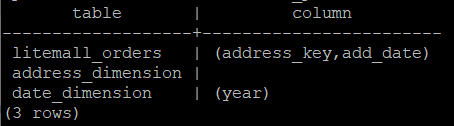 table | column
-------------------+-------------------------
litemall_orders | (address_key,add_date)
address_dimension |
date_dimension | (year)
(3 rows)